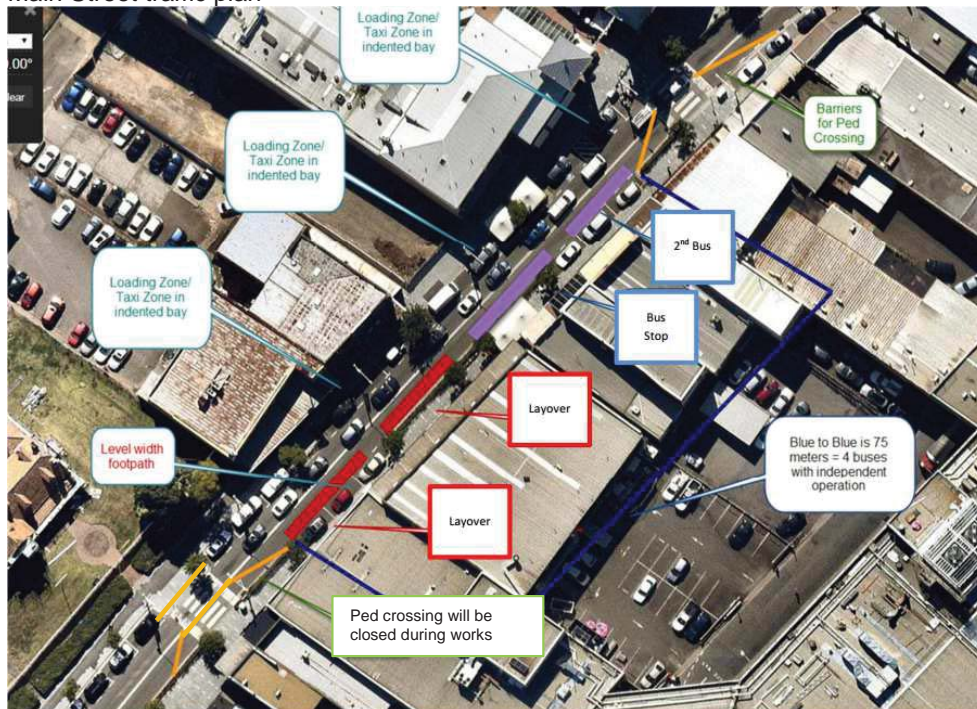 Main Street traffic plan
.00°
lear
Loading Zone/
Taxi Zone in
indented bay
Loading Zone/
Taxi Zone in
indented bay
Barriers
for Ped
Crossing
2nd Bus
Loading Zone/
Taxi Zone in
indented bay
Bus
Stop
Layover
Level width
footpath
Blue to Blue is 75
meters = 4 buses
with independent
operation
Layover
Ped crossing will be
closed during works